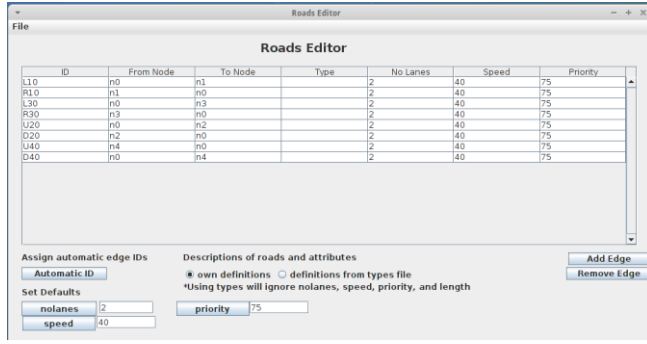 Roads Editor
File
Roads Editor
ID From Node To Node Type No Lanes Speed Priority
L10 n0 n1 2 40 75
R10 n1 n0 2 40 75
L30 n0 n3 2 40 75
R30 n3 n0 2 40 75
U20 n0 n2 2 40 75
D20 n2 n0 2 40 75
U40 n4 n0 2 40 75
D40 n0 n4 2 40 75
Assign automatic edge IDs Descriptions of roads and attributes Add Edge
Automatic ID own definitions definitions from types file Remove Edge
*Using types will ignore nolanes, speed, priority, and length
Set Defaults
nolanes 2 priority 75
speed 40